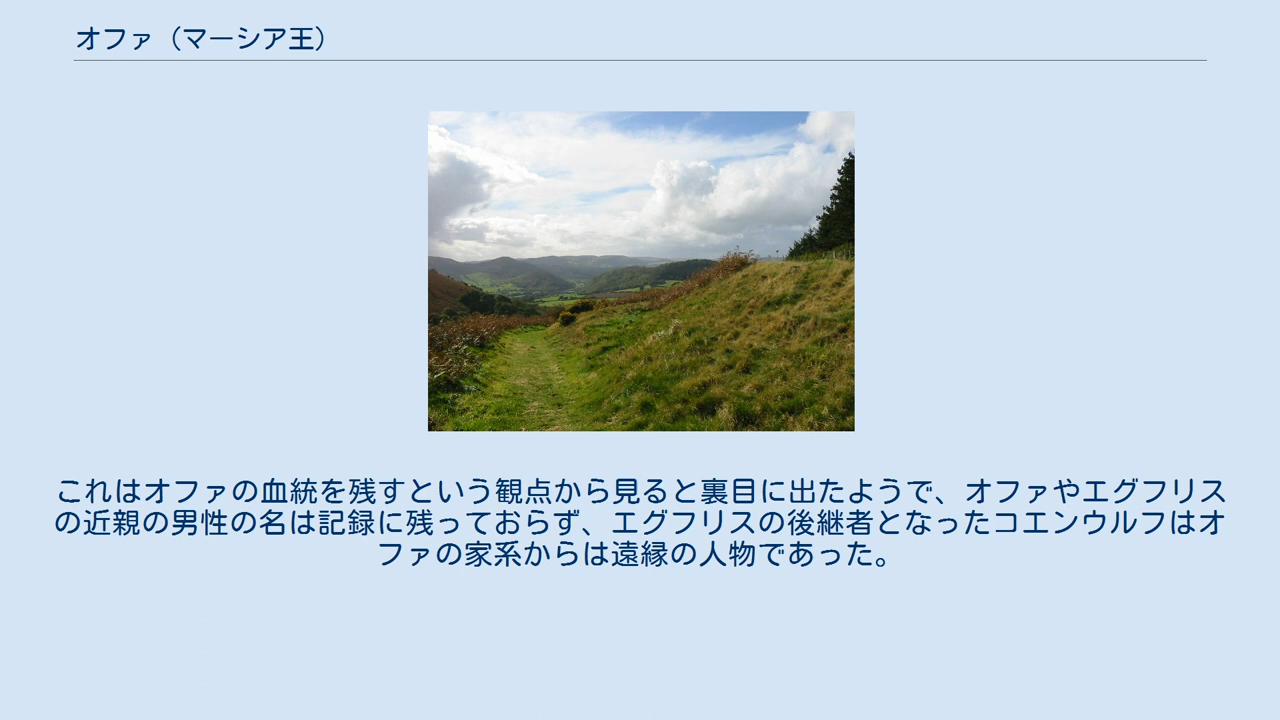 オファ（マーシア王）
これはオファの血統を残すという観点から見ると裏目に出たようで、オファやエグフリス
の近親の男性の名は記録に残っておらず、エグフリスの後継者となったコエンウルフはオ
ファの家系からは遠縁の人物であった。